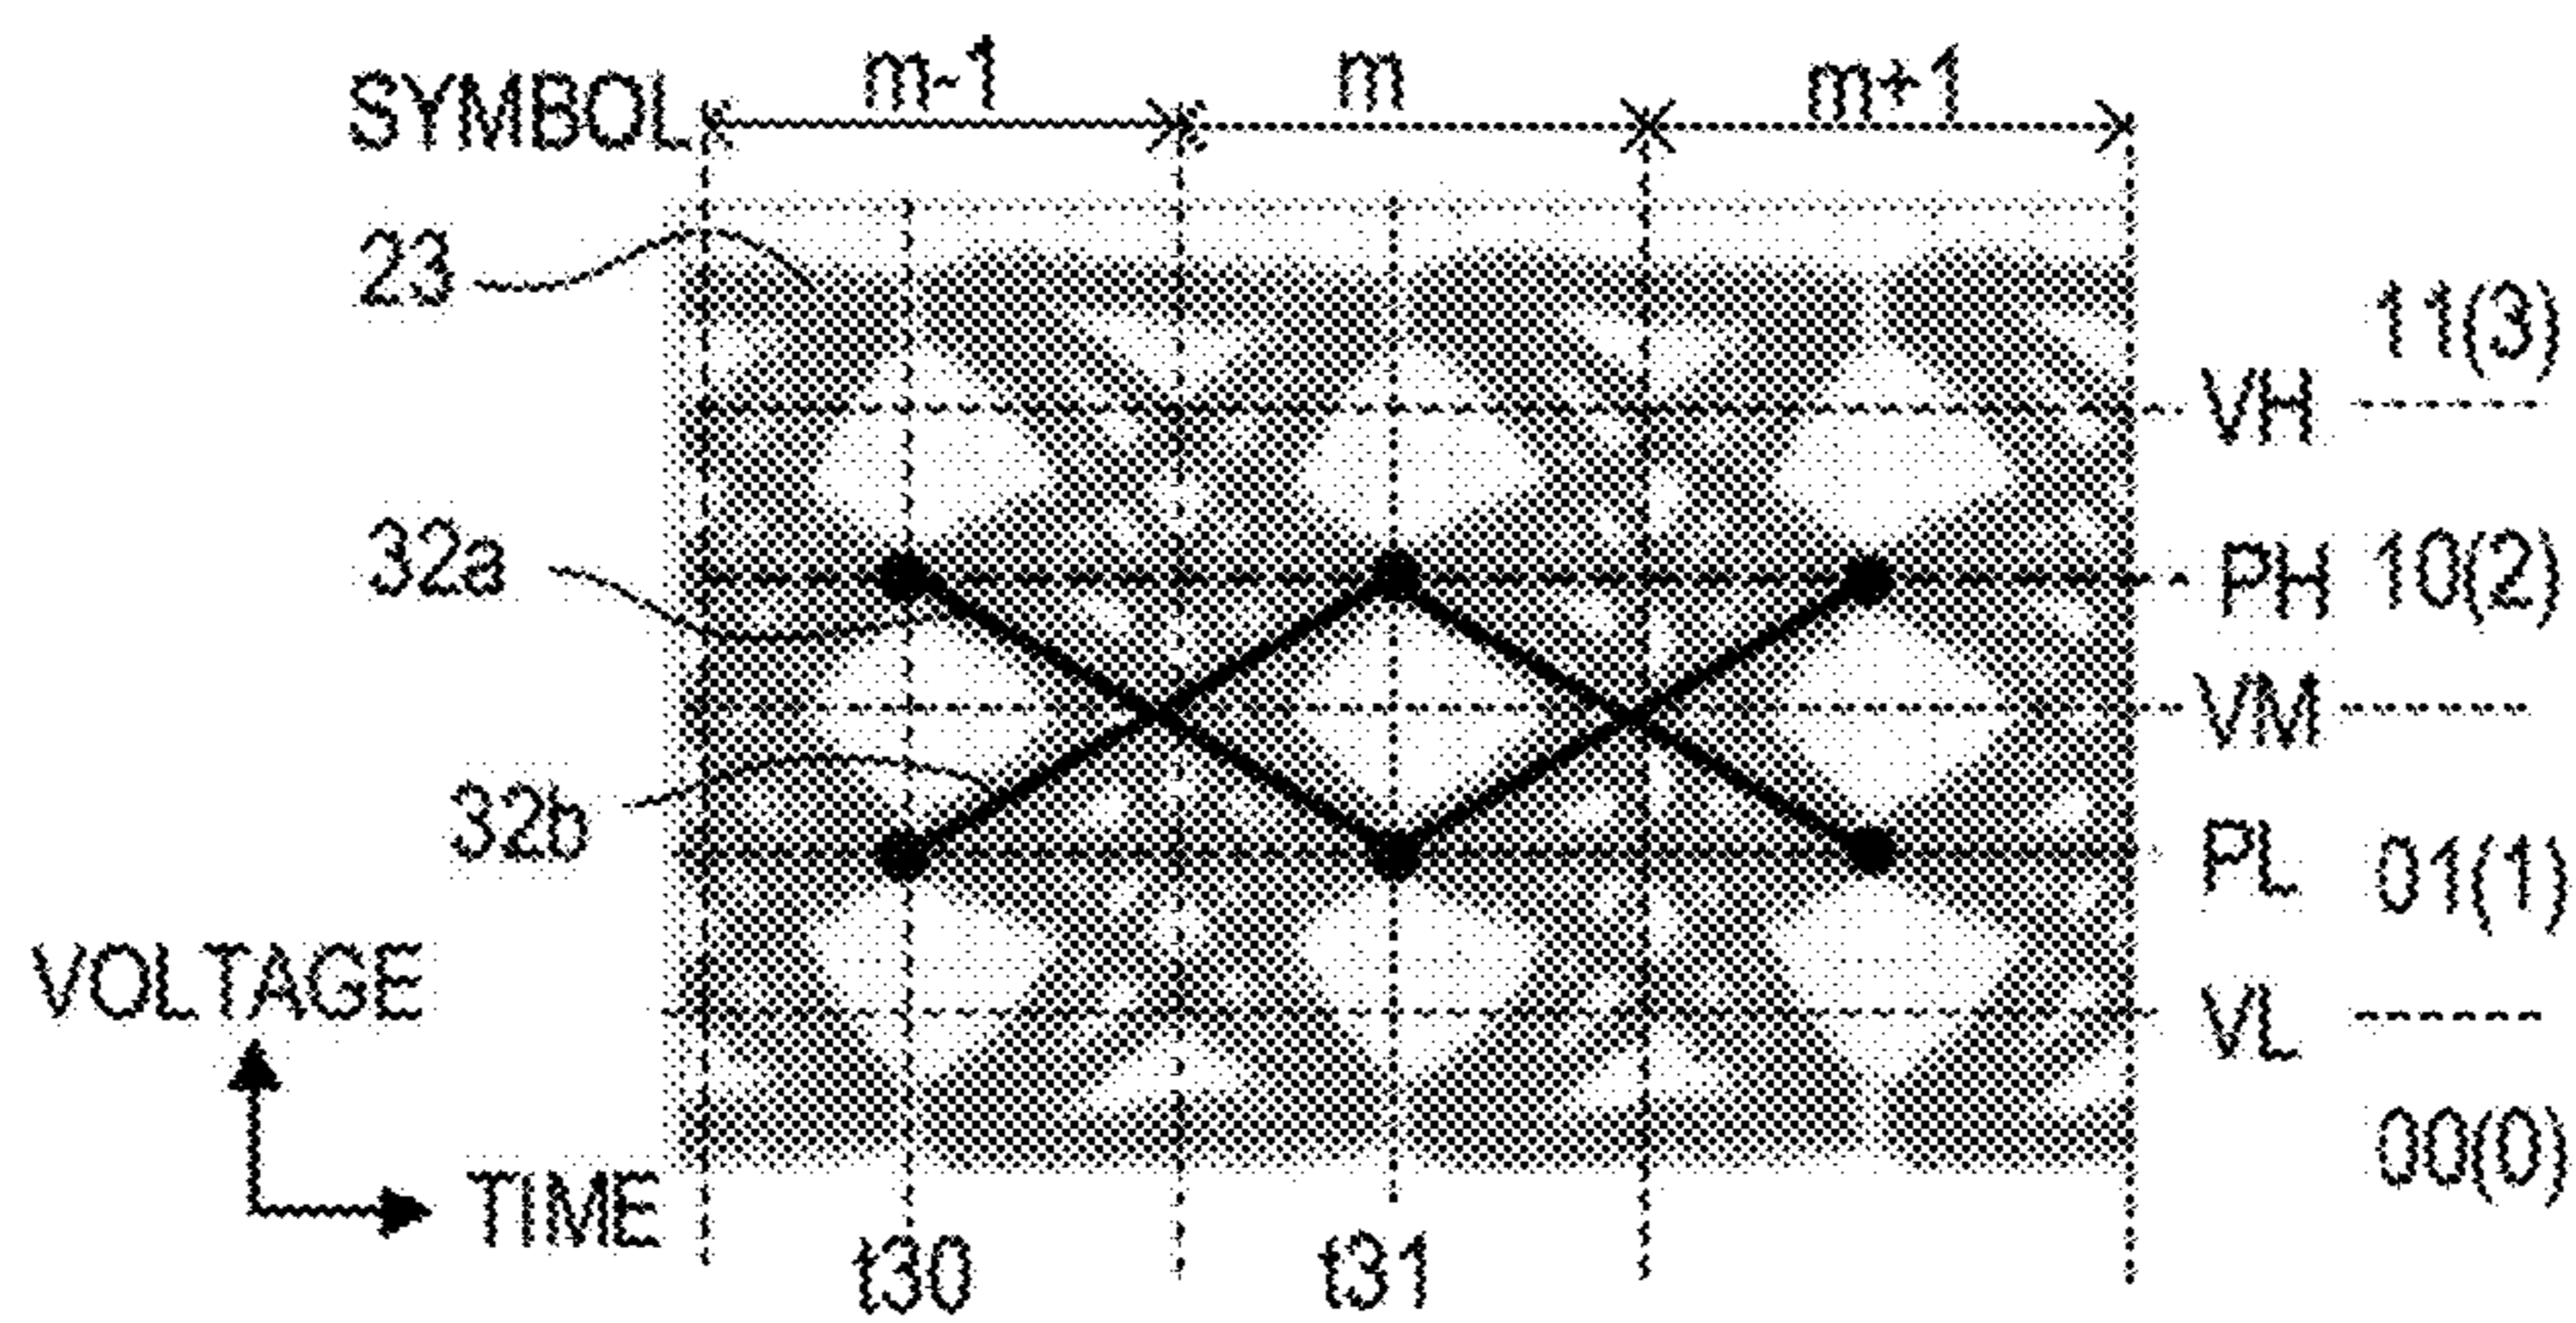 SYMBOL m-1 m m+1
23
11(3)
VH
32a
PH 10(2)
VM
32b
PL 01(1)
VOLTAGE
VL
00(0)
TIME
t30 t31